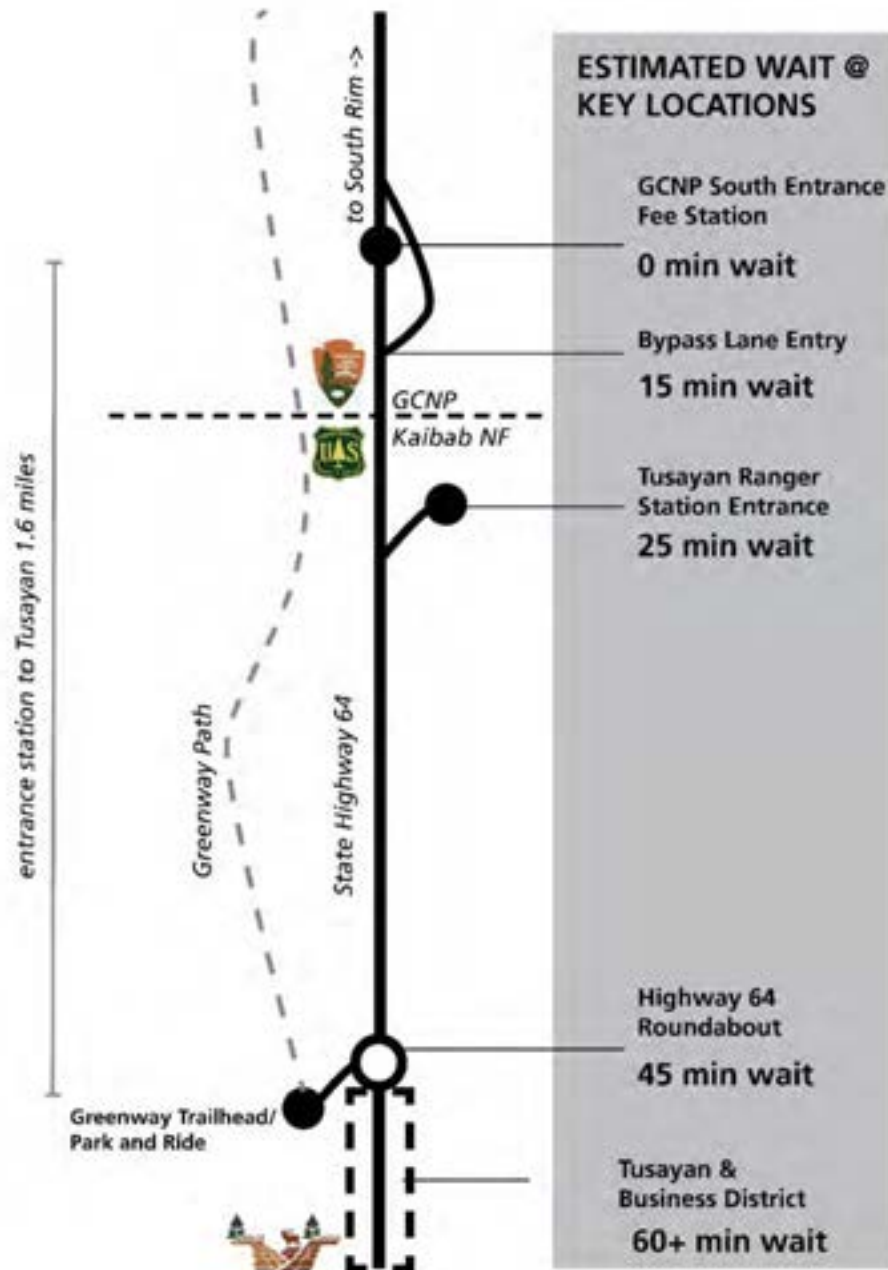 ESTIMATED WAIT @
KEY LOCATIONS
to South Rim ->
GCNP South Entrance
Fee Station
0 min wait
Bypass Lane Entry
15 min wait
GCNP
Kaibab NF
UAS
Tusayan Ranger
Station Entrance
25 min wait
entrance station to Tusayan 1.6 miles
Greenway Path
State Highway 64
Highway 64
Roundabout
45 min wait
Greenway Trailhead/
Park and Ride
Tusayan &
Business District
60+ min wait